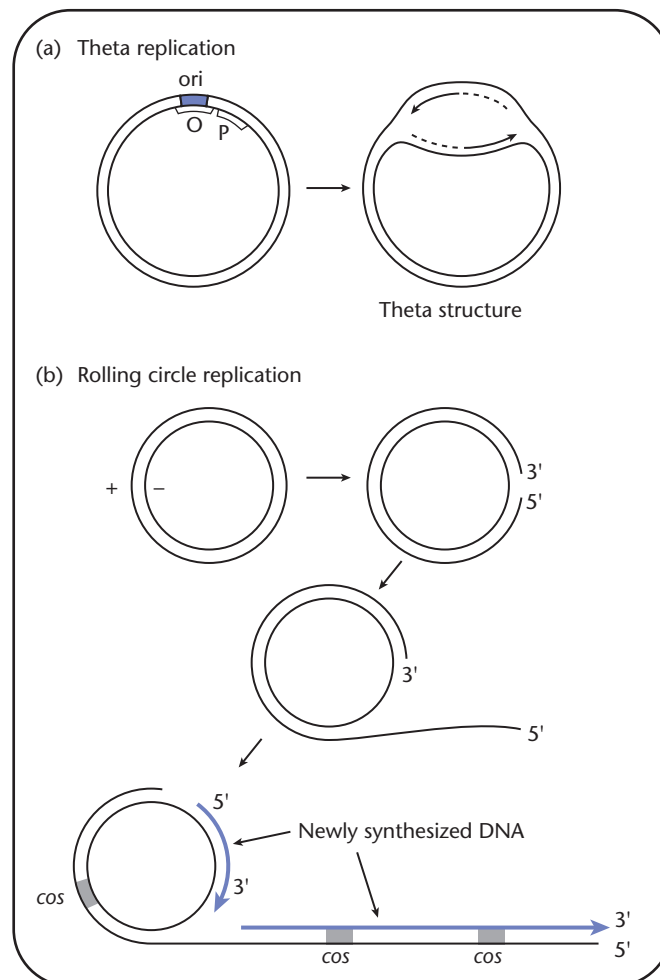 (a) Theta replication
ori
O
P
Theta structure
(b) Rolling circle replication
+
–
3'
5'
3'
5'
5'
Newly synthesized DNA
3'
cos
3'
5'
cos
cos